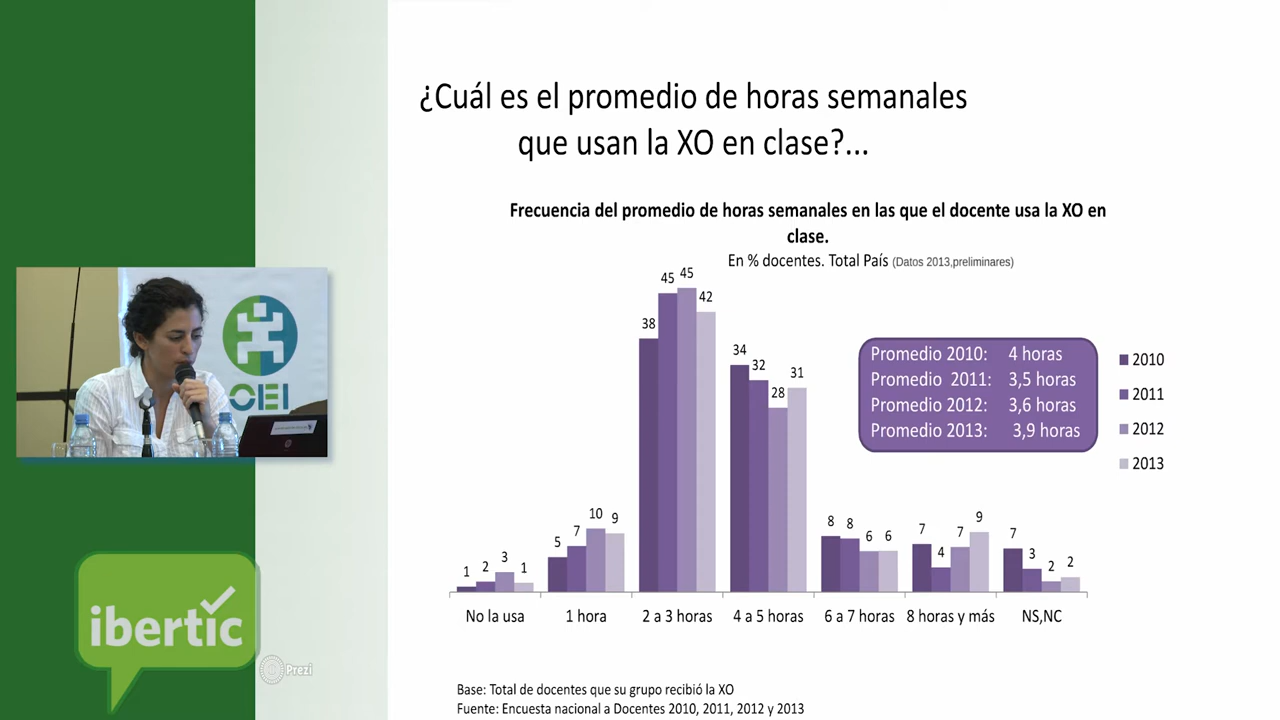 ¿Cuál es el promedio de horas semanales
que usan la XO en clase?...
Frecuencia del promedio de horas semanales en las que el docente usa la XO en
clase.
En % docentes. Total País (Datos 2013,preliminares)
1 2 3 1
5 7 10 9
38 45 45 42
34 32 28 31
8 8 6 6
7 4 7 9
7 3 2 2
No la usa
1 hora
2 a 3 horas
4 a 5 horas
6 a 7 horas
8 horas y más
NS,NC
Promedio 2010: 4 horas
Promedio 2011: 3,5 horas
Promedio 2012: 3,6 horas
Promedio 2013: 3,9 horas
2010
2011
2012
2013
Base: Total de docentes que su grupo recibió la XO
Fuente: Encuesta nacional a Docentes 2010, 2011, 2012 y 2013
OEI
ibertic
Prezi